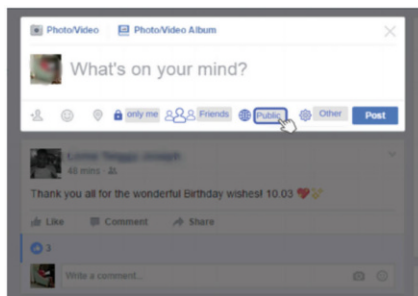 Photo/Video Photo/Video Album
What's on your mind?
only me Friends Public Other Post
48 mins
Thank you all for the wonderful Birthday wishes! 10.03
Like Comment Share
3
Write a comment...